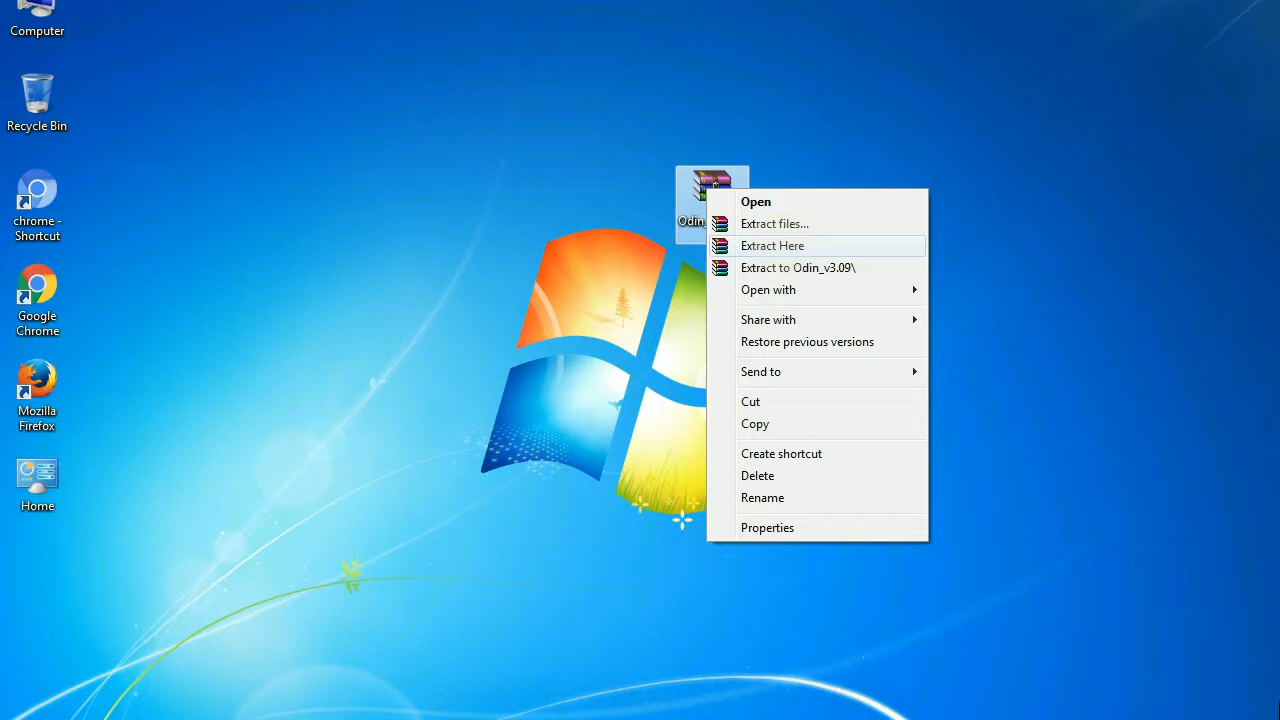 Computer
Recycle Bin
chrome -
Shortcut
Google
Chrome
Mozilla
Firefox
Home
Odin_
Open
Extract files...
Extract Here
Extract to Odin_v3.09\
Open with
Share with
Restore previous versions
Send to
Cut
Copy
Create shortcut
Delete
Rename
Properties